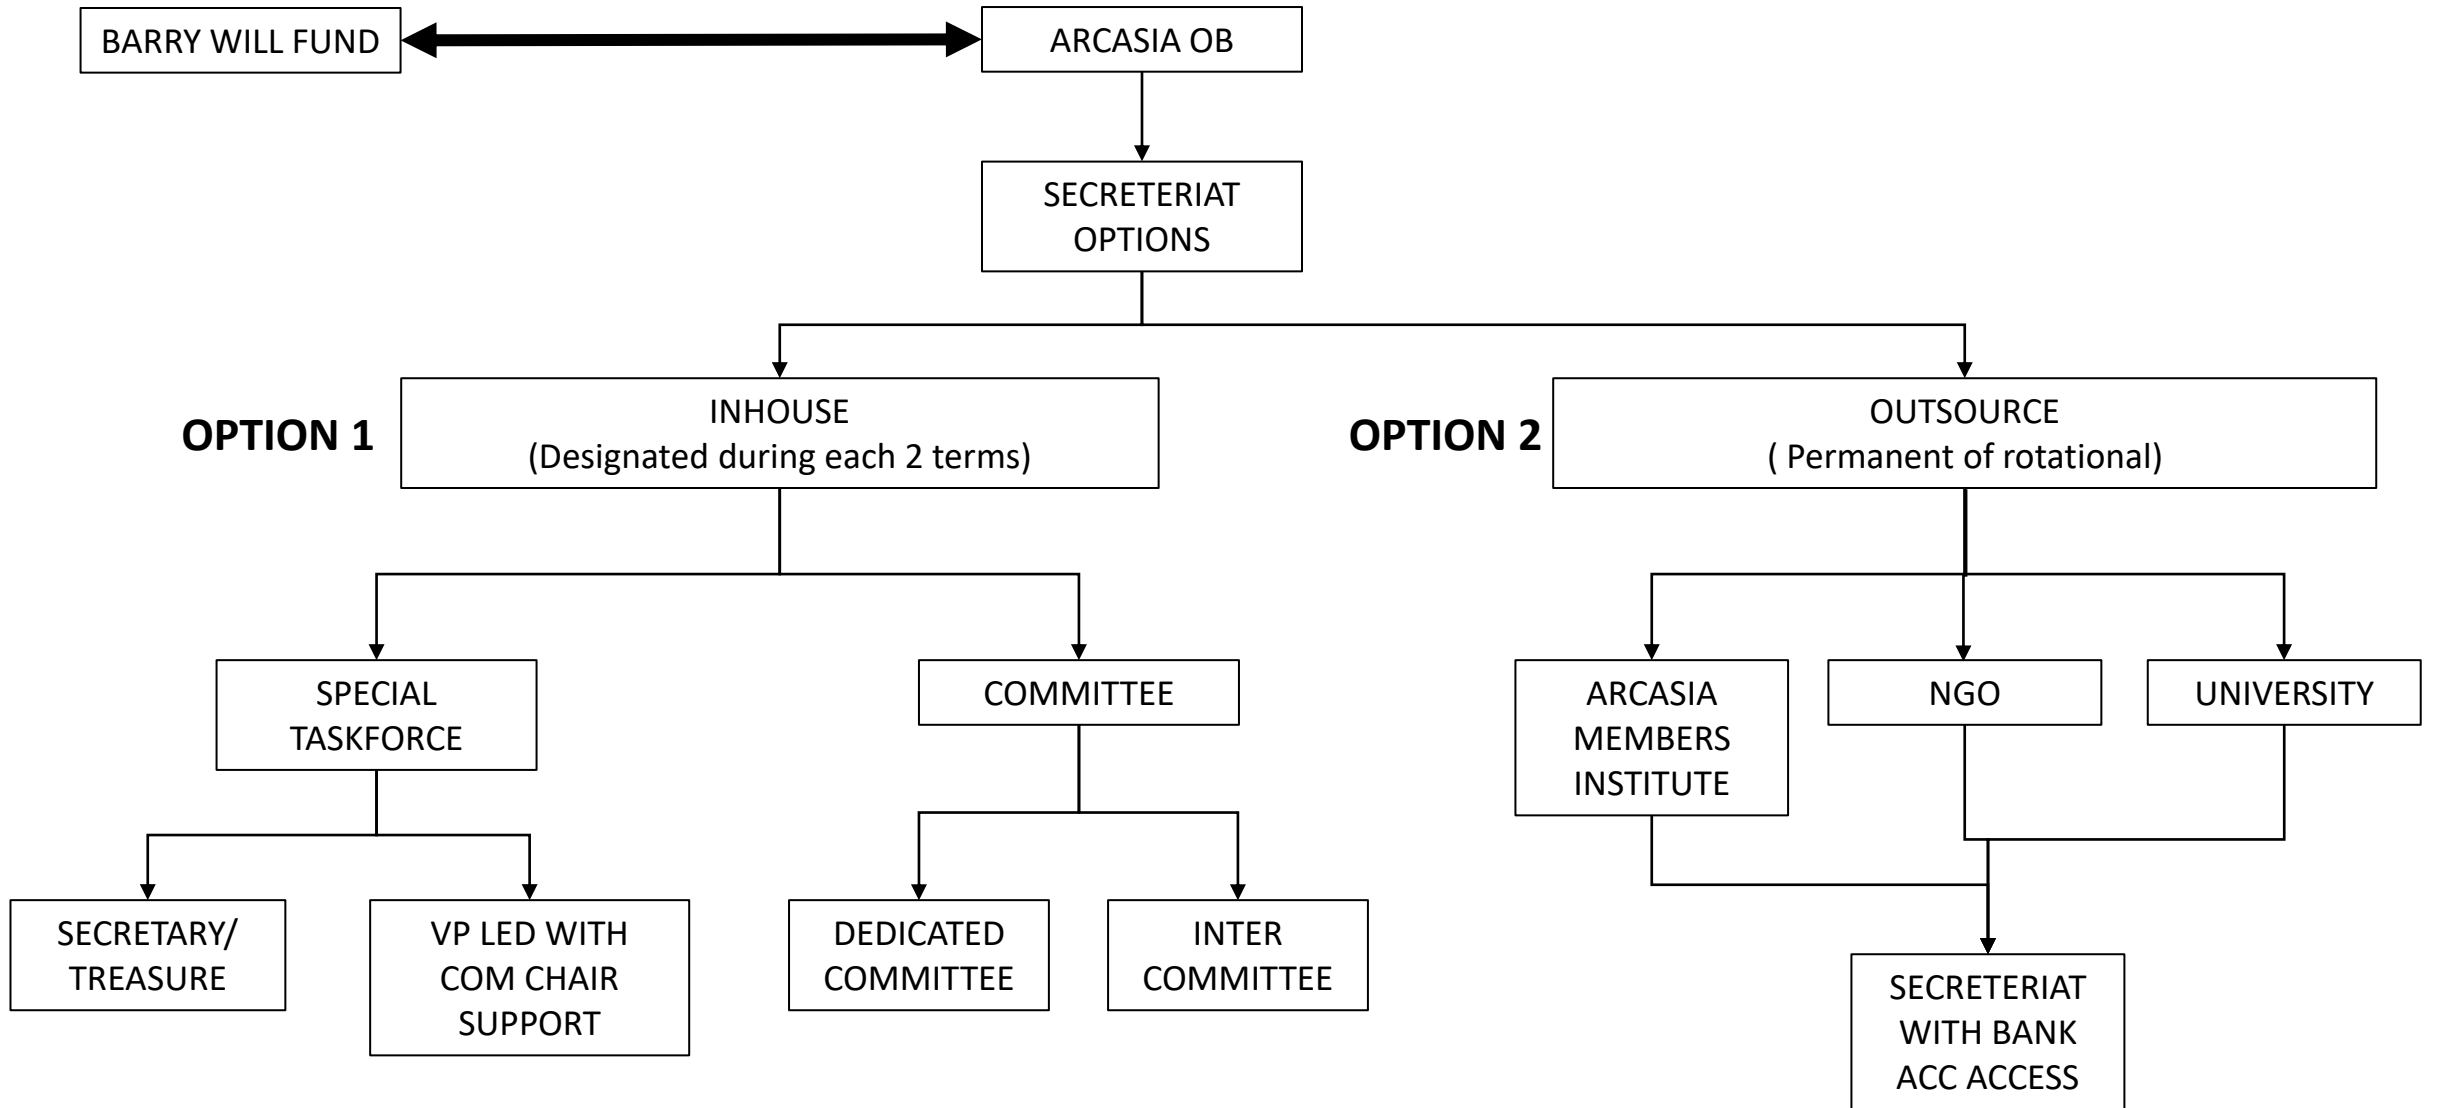 BARRY WILL FUND
ARCASIA OB
SECRETERIAT
OPTIONS
OPTION 1
INHOUSE
(Designated during each 2 terms)
OPTION 2
OUTSOURCE
( Permanent of rotational)
SPECIAL
TASKFORCE
COMMITTEE
ARCASIA
MEMBERS
INSTITUTE
NGO
UNIVERSITY
SECRETARY/
TREASURE
VP LED WITH
COM CHAIR
SUPPORT
DEDICATED
COMMITTEE
INTER
COMMITTEE
SECRETERIAT
WITH BANK
ACC ACCESS